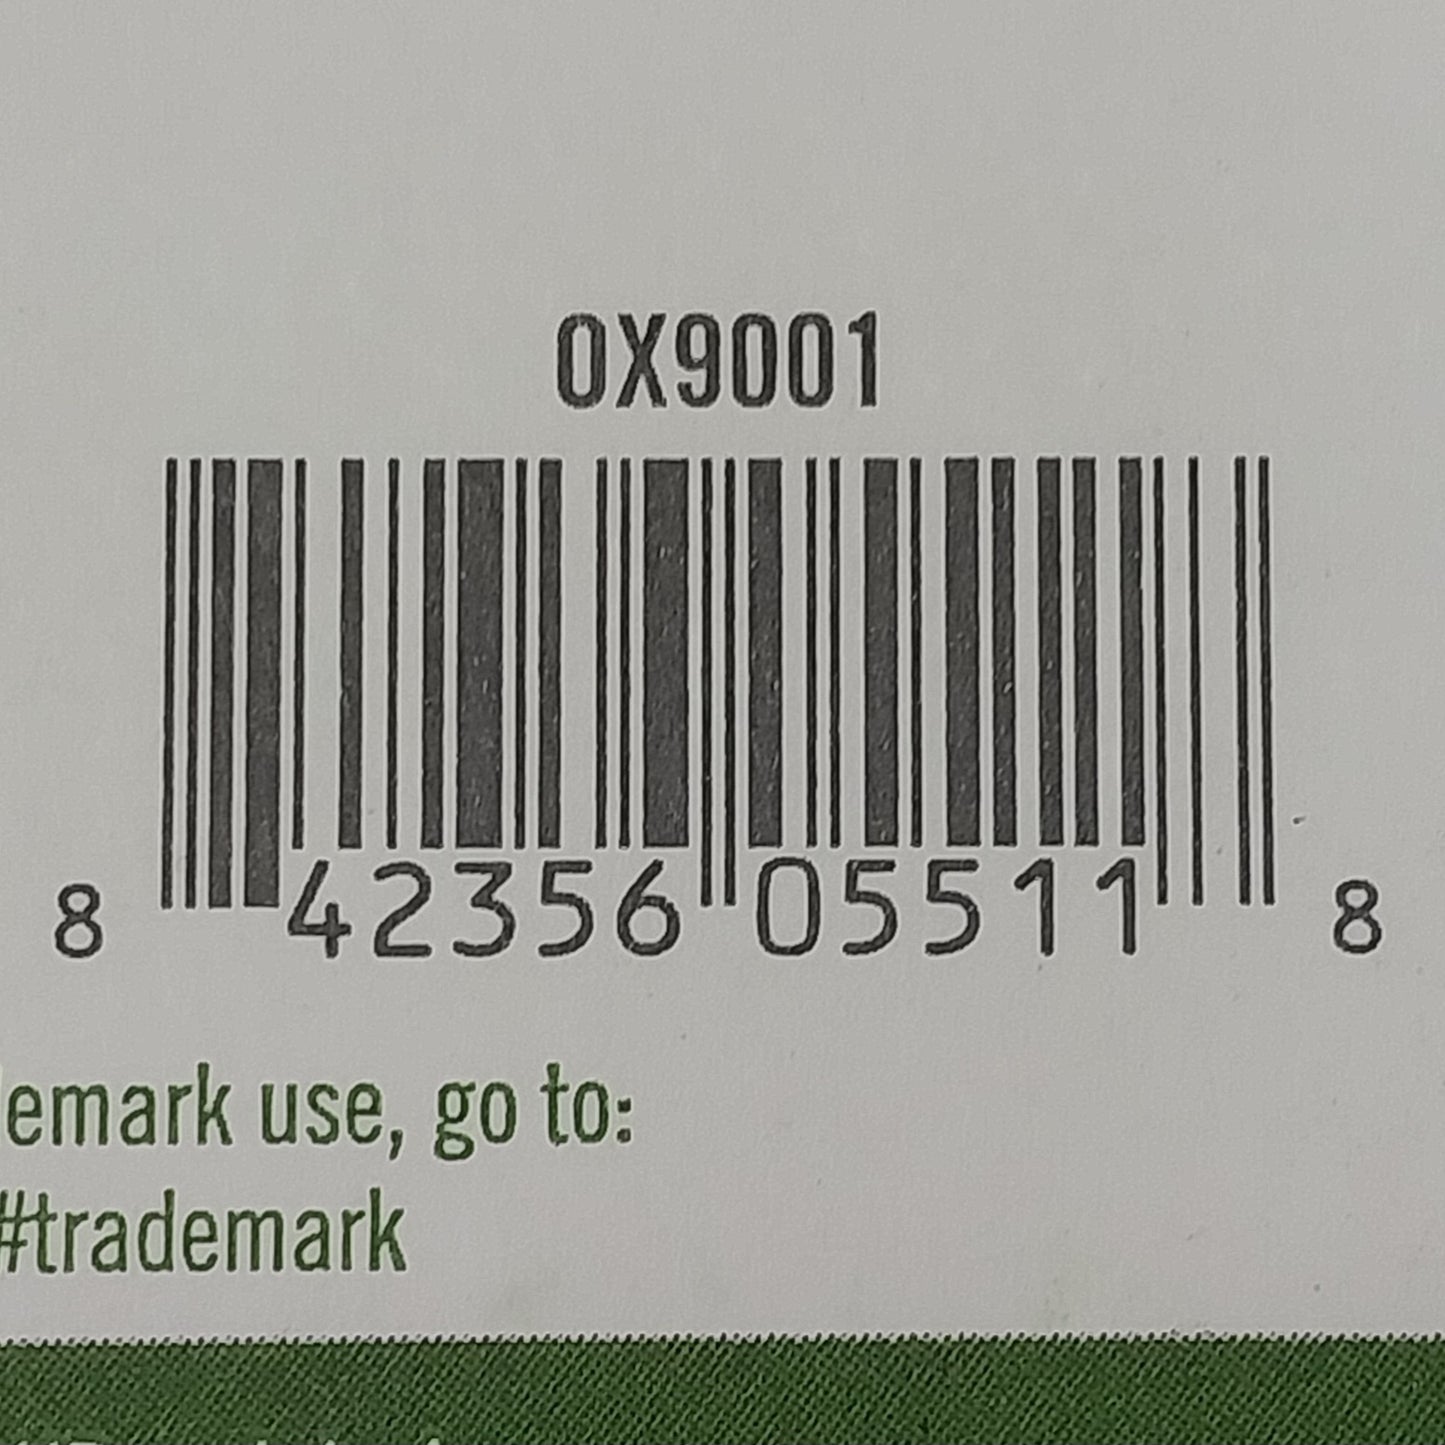 0X9001
8 42356 05511 8
emark use, go to:
#trademark